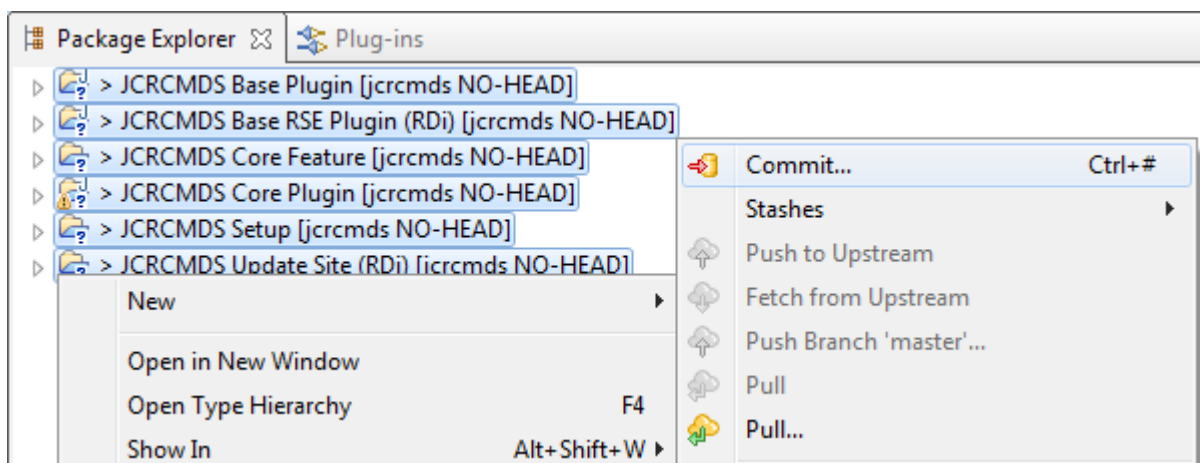 Package Explorer Plug-ins
> JCRCMDS Base Plugin [jcrcmds NO-HEAD]
> JCRCMDS Base RSE Plugin (RDi) [jcrcmds NO-HEAD]
> JCRCMDS Core Feature [jcrcmds NO-HEAD]
> JCRCMDS Core Plugin [jcrcmds NO-HEAD]
> JCRCMDS Setup [jcrcmds NO-HEAD]
> JCRCMDS Update Site (RDi) [jcrcmds NO-HEAD]
New
Open in New Window
Open Type Hierarchy F4
Show In Alt+Shift+W
Commit... Ctrl+#
Stashes
Push to Upstream
Fetch from Upstream
Push Branch 'master'...
Pull
Pull...